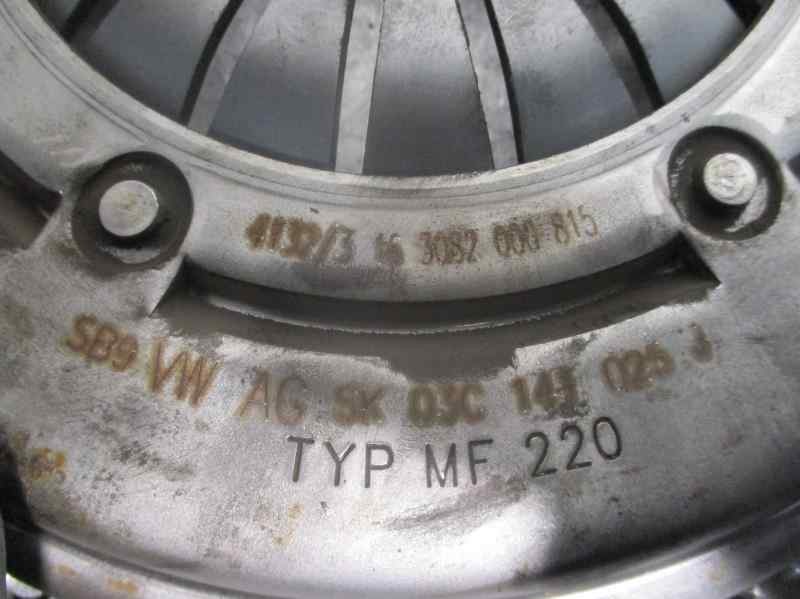 4132/3 16 3082 000 815
SB9 VW AG SK 03C 141 025 J
TYP MF 220